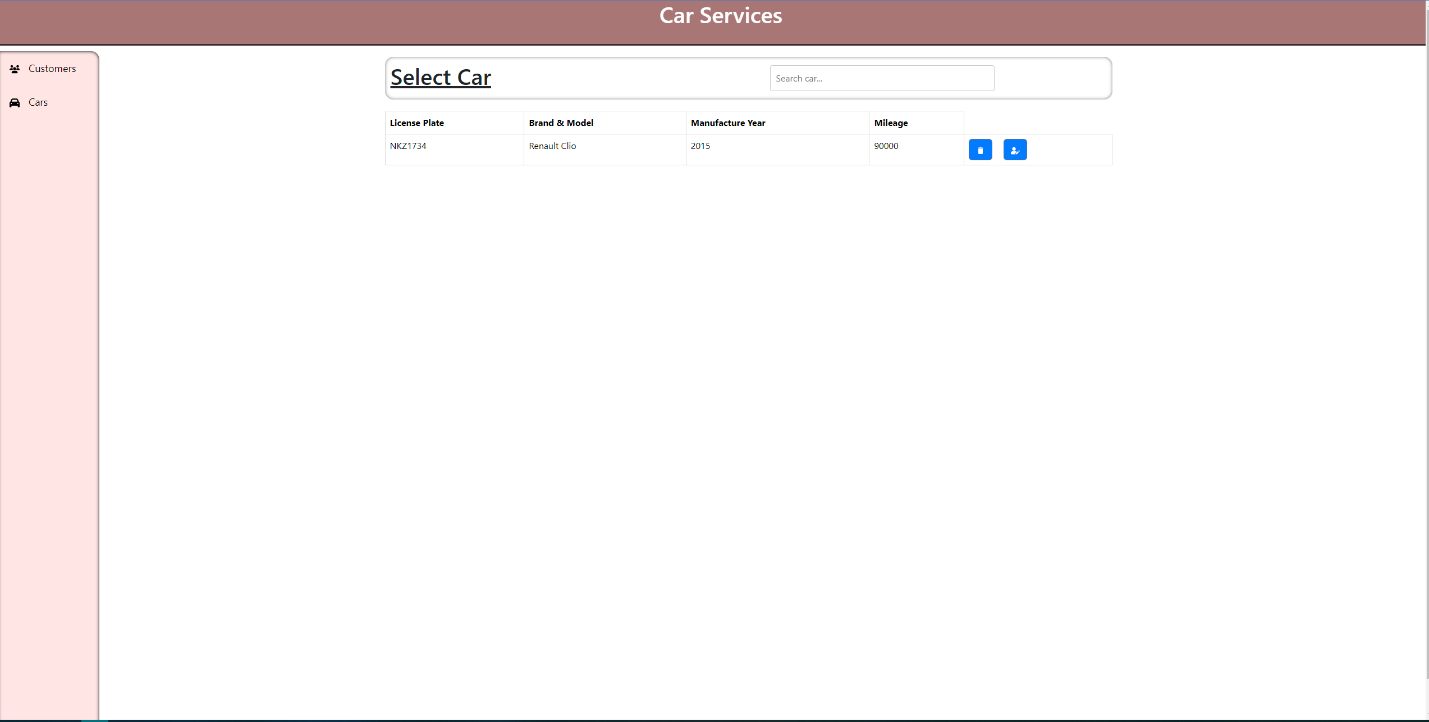 Car Services
Customers
Cars
Select Car
Search car...
License Plate Brand & Model Manufacture Year Mileage
NKZ1734 Renault Clio 2015 90000